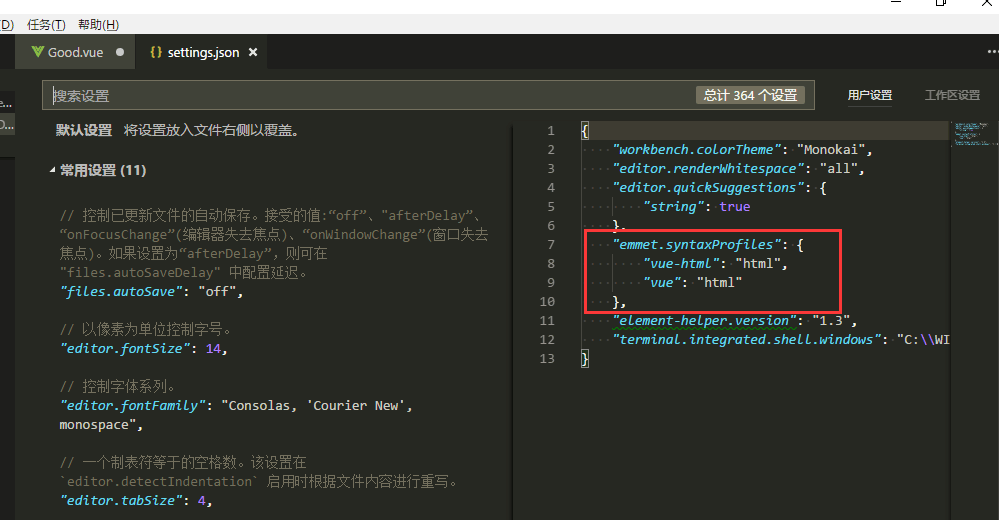 (D) 任务(T) 帮助(H)
Good.vue ● {} settings.json ×
搜索设置 总计 364 个设置 用户设置 工作区设置
默认设置 将设置放入文件右侧以覆盖。
常用设置 (11)
// 控制已更新文件的自动保存。接受的值:“off”、"afterDelay”、
“onFocusChange”(编辑器失去焦点)、“onWindowChange”(窗口失去
焦点)。如果设置为“afterDelay”，则可在
"files.autoSaveDelay" 中配置延迟。
"files.autoSave": "off",
// 以像素为单位控制字号。
"editor.fontSize": 14,
// 控制字体系列。
"editor.fontFamily": "Consolas, 'Courier New',
monospace",
// 一个制表符等于的空格数。该设置在
`editor.detectIndentation` 启用时根据文件内容进行重写。
"editor.tabSize": 4,
1 {
2 "workbench.colorTheme": "Monokai",
3 "editor.renderWhitespace": "all",
4 "editor.quickSuggestions": {
5 "string": true
6 },
7 "emmet.syntaxProfiles": {
8 "vue-html": "html",
9 "vue": "html"
10 },
11 "element-helper.version": "1.3",
12 "terminal.integrated.shell.windows": "C:\\WI
13 }